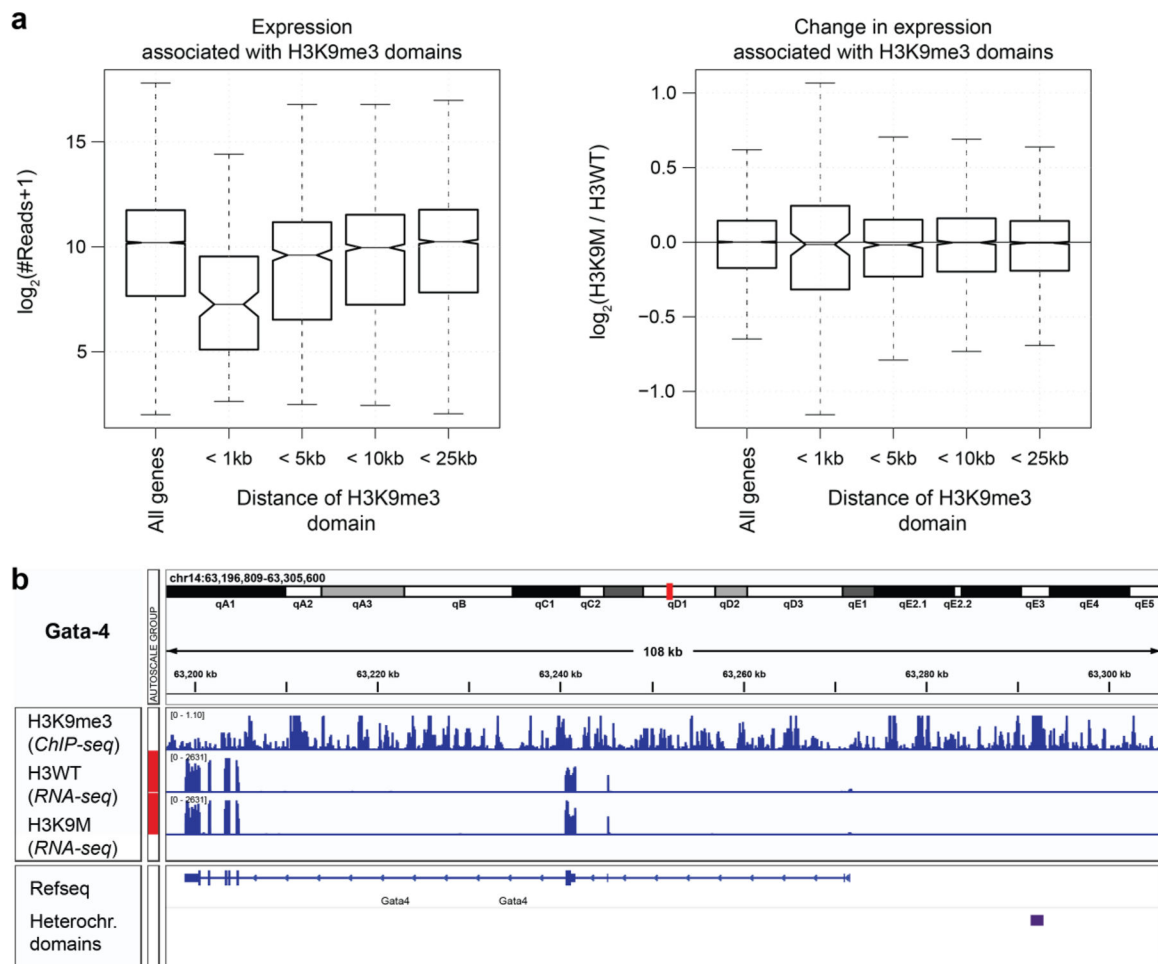 a
Expression
associated with H3K9me3 domains
log2(#Reads+1)
15
10
5
All genes
< 1kb
< 5kb
< 10kb
< 25kb
Distance of H3K9me3
domain
Change in expression
associated with H3K9me3 domains
log2(H3K9M / H3WT)
1.0
0.5
0.0
−0.5
−1.0
All genes
< 1kb
< 5kb
< 10kb
< 25kb
Distance of H3K9me3
domain
b
Gata-4
AUTOSCALE GROUP
chr14:63,196,809-63,305,600
qA1 qA2 qA3 qB qC1 qC2 qD1 qD2 qD3 qE1 qE2.1 qE2.2 qE3 qE4 qE5
108 kb
63,200 kb 63,220 kb 63,240 kb 63,260 kb 63,280 kb 63,300 kb
H3K9me3
(ChIP-seq)
[0 - 1.10]
H3WT
(RNA-seq)
[0 - 2631]
H3K9M
(RNA-seq)
[0 - 2631]
Refseq
Gata4 Gata4
Heterochr.
domains